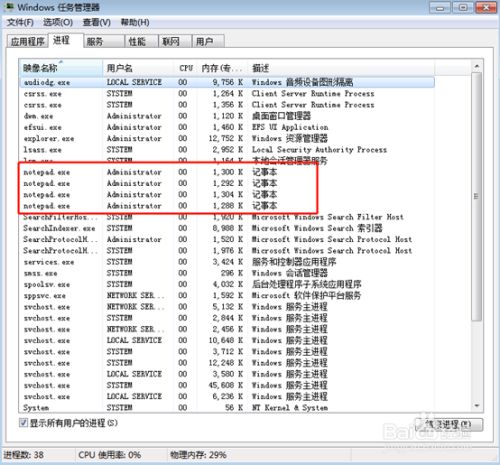 Windows 任务管理器
文件(F) 选项(O) 查看(V) 帮助(H)
应用程序 进程 服务 性能 联网 用户
映像名称 用户名 CPU 内存(专... 描述
audiodg.exe LOCAL SERVICE 00 9,756 K Windows 音频设备图形隔离
csrss.exe SYSTEM 00 1,264 K Client Server Runtime Process
csrss.exe SYSTEM 00 1,356 K Client Server Runtime Process
dwm.exe Administrator 00 1,120 K 桌面窗口管理器
efsui.exe Administrator 00 1,460 K EFS UI Application
explorer.exe Administrator 00 12,752 K Windows 资源管理器
lsass.exe SYSTEM 00 2,952 K Local Security Authority Process
lsm.exe SYSTEM 00 1,164 K 本地会话管理器服务
notepad.exe Administrator 00 1,300 K 记事本
notepad.exe Administrator 00 1,292 K 记事本
notepad.exe Administrator 00 1,304 K 记事本
notepad.exe Administrator 00 1,288 K 记事本
SearchFilterHos... SYSTEM 00 1,920 K Microsoft Windows Search Filter Host
SearchIndexer.exe SYSTEM 00 8,988 K Microsoft Windows Search 索引器
SearchProtocolH... Administrator 00 1,520 K Microsoft Windows Search Protocol Host
SearchProtocolH... SYSTEM 00 1,976 K Microsoft Windows Search Protocol Host
services.exe SYSTEM 00 3,424 K 服务和控制器应用程序
smss.exe SYSTEM 00 296 K Windows 会话管理器
spoolsv.exe SYSTEM 00 4,032 K 后台处理程序子系统应用程序
sppsvc.exe NETWORK SER... 00 1,592 K Microsoft 软件保护平台服务
svchost.exe NETWORK SER... 00 5,132 K Windows 服务主进程
svchost.exe SYSTEM 00 2,844 K Windows 服务主进程
svchost.exe NETWORK SER... 00 2,456 K Windows 服务主进程
svchost.exe LOCAL SERVICE 00 10,648 K Windows 服务主进程
svchost.exe SYSTEM 00 3,712 K Windows 服务主进程
svchost.exe SYSTEM 00 12,248 K Windows 服务主进程
svchost.exe LOCAL SERVICE 00 3,580 K Windows 服务主进程
svchost.exe SYSTEM 00 45,608 K Windows 服务主进程
svchost.exe LOCAL SERVICE 00 6,236 K Windows 服务主进程
System SYSTEM 00 56 K NT Kernel & System
显示所有用户的进程(S) 结束进程(E)
进程数: 38 CPU 使用率: 0% 物理内存: 29%